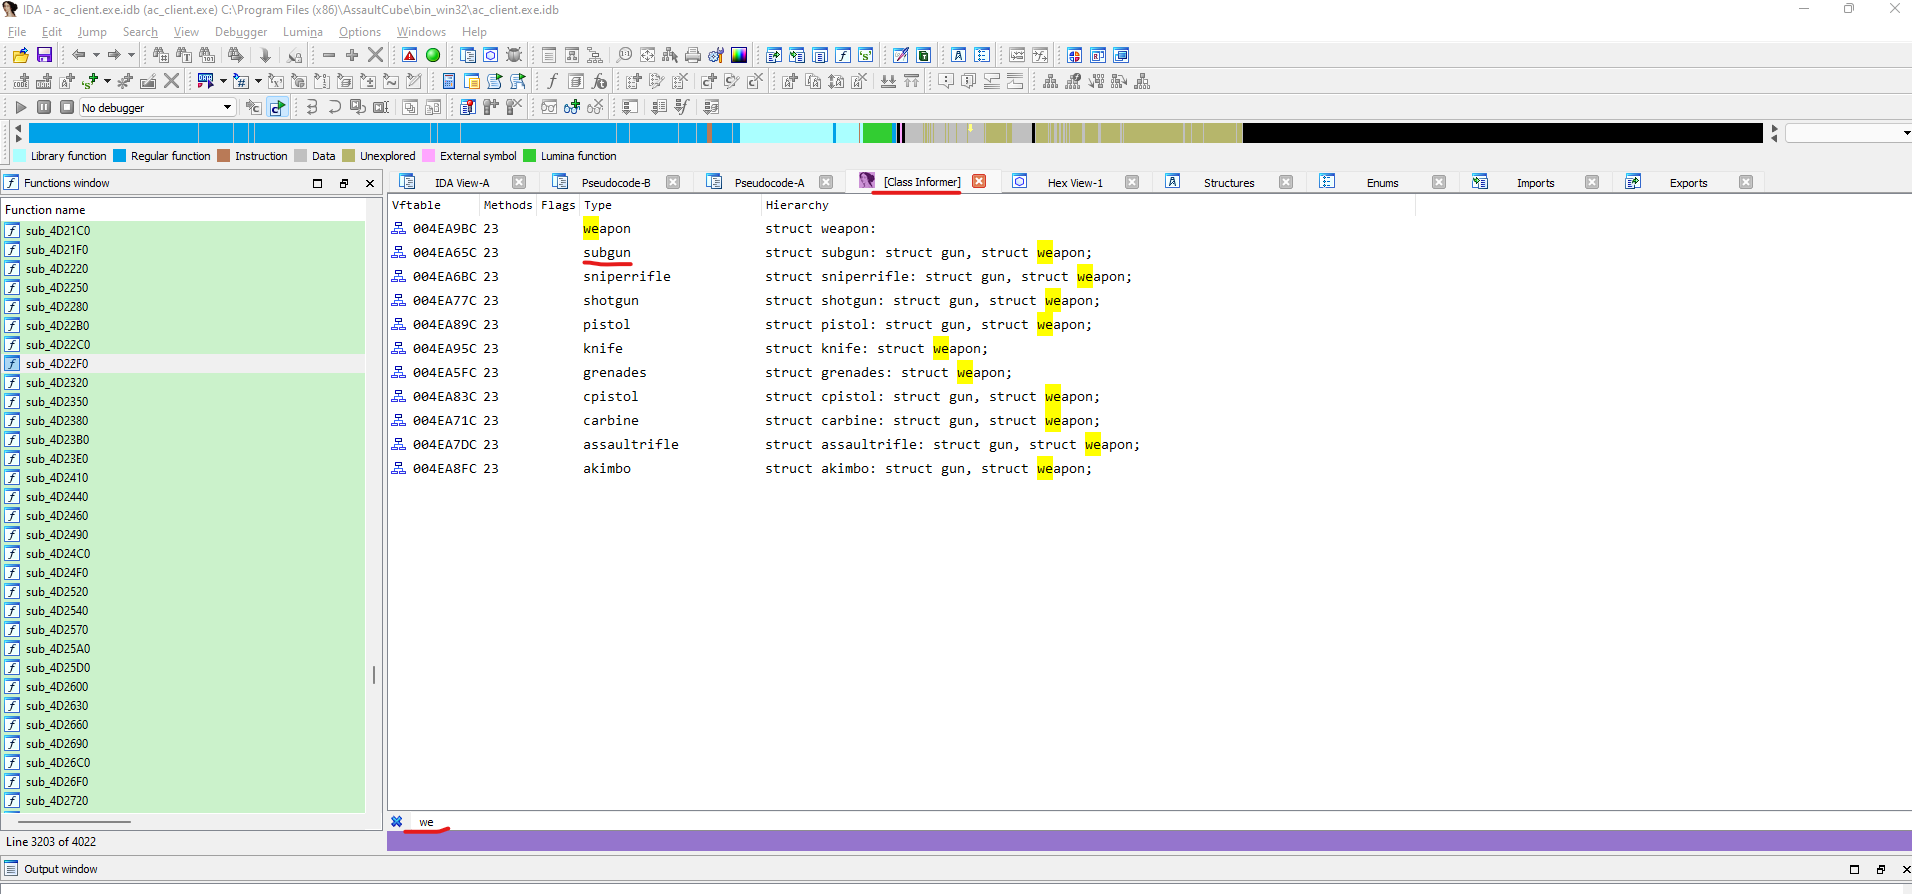 IDA - ac_client.exe.idb (ac_client.exe) C:\Program Files (x86)\AssaultCube\bin_win32\ac_client.exe.idb
File Edit Jump Search View Debugger Lumina Options Windows Help
No debugger
Library function Regular function Instruction Data Unexplored External symbol Lumina function
Functions window
IDA View-A Pseudocode-B Pseudocode-A [Class Informer] Hex View-1 Structures Enums Imports Exports
Function name
sub_4D21C0
sub_4D21F0
sub_4D2220
sub_4D2250
sub_4D2280
sub_4D22B0
sub_4D22C0
sub_4D22F0
sub_4D2320
sub_4D2350
sub_4D2380
sub_4D23B0
sub_4D23E0
sub_4D2410
sub_4D2440
sub_4D2460
sub_4D2490
sub_4D24C0
sub_4D24F0
sub_4D2520
sub_4D2540
sub_4D2570
sub_4D25A0
sub_4D25D0
sub_4D2600
sub_4D2630
sub_4D2660
sub_4D2690
sub_4D26C0
sub_4D26F0
sub_4D2720
Line 3203 of 4022
Vftable Methods Flags Type Hierarchy
004EA9BC 23 weapon struct weapon:
004EA65C 23 subgun struct subgun: struct gun, struct weapon;
004EA6BC 23 sniperrifle struct sniperrifle: struct gun, struct weapon;
004EA77C 23 shotgun struct shotgun: struct gun, struct weapon;
004EA89C 23 pistol struct pistol: struct gun, struct weapon;
004EA95C 23 knife struct knife: struct weapon;
004EA5FC 23 grenades struct grenades: struct weapon;
004EA83C 23 cpistol struct cpistol: struct gun, struct weapon;
004EA71C 23 carbine struct carbine: struct gun, struct weapon;
004EA7DC 23 assaultrifle struct assaultrifle: struct gun, struct weapon;
004EA8FC 23 akimbo struct akimbo: struct gun, struct weapon;
we
Output window